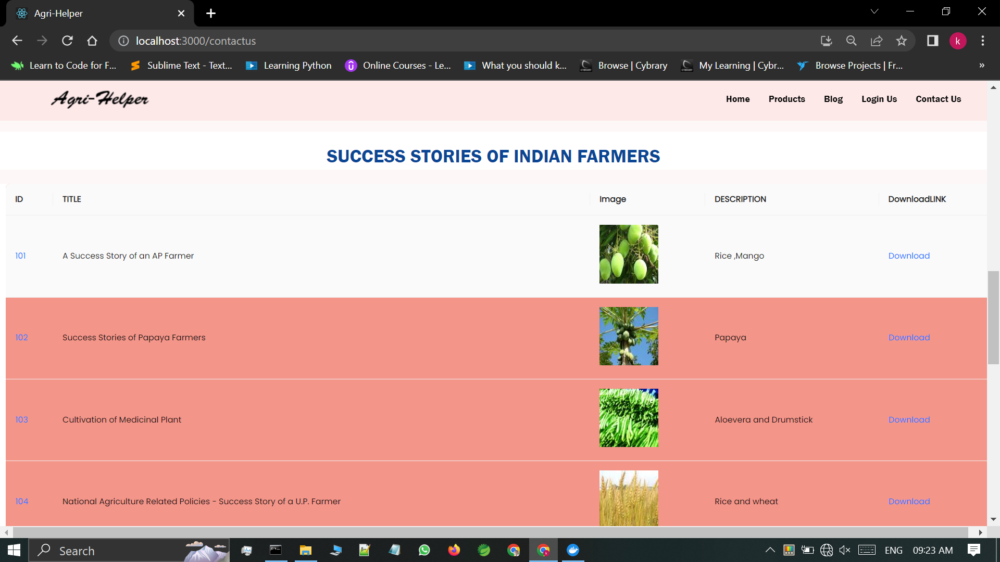 Agri-Helper
localhost:3000/contactus
Learn to Code for F... Sublime Text - Text... Learning Python Online Courses - Le... What you should k... Browse | Cybrary My Learning | Cybr... Browse Projects | Fr... »
Agri-Helper Home Products Blog Login Us Contact Us
SUCCESS STORIES OF INDIAN FARMERS
ID TITLE Image DESCRIPTION DownloadLINK
101 A Success Story of an AP Farmer Rice ,Mango Download
102 Success Stories of Papaya Farmers Papaya Download
103 Cultivation of Medicinal Plant Aloevera and Drumstick Download
104 National Agriculture Related Policies - Success Story of a U.P. Farmer Rice and wheat Download
Search ENG 09:23 AM